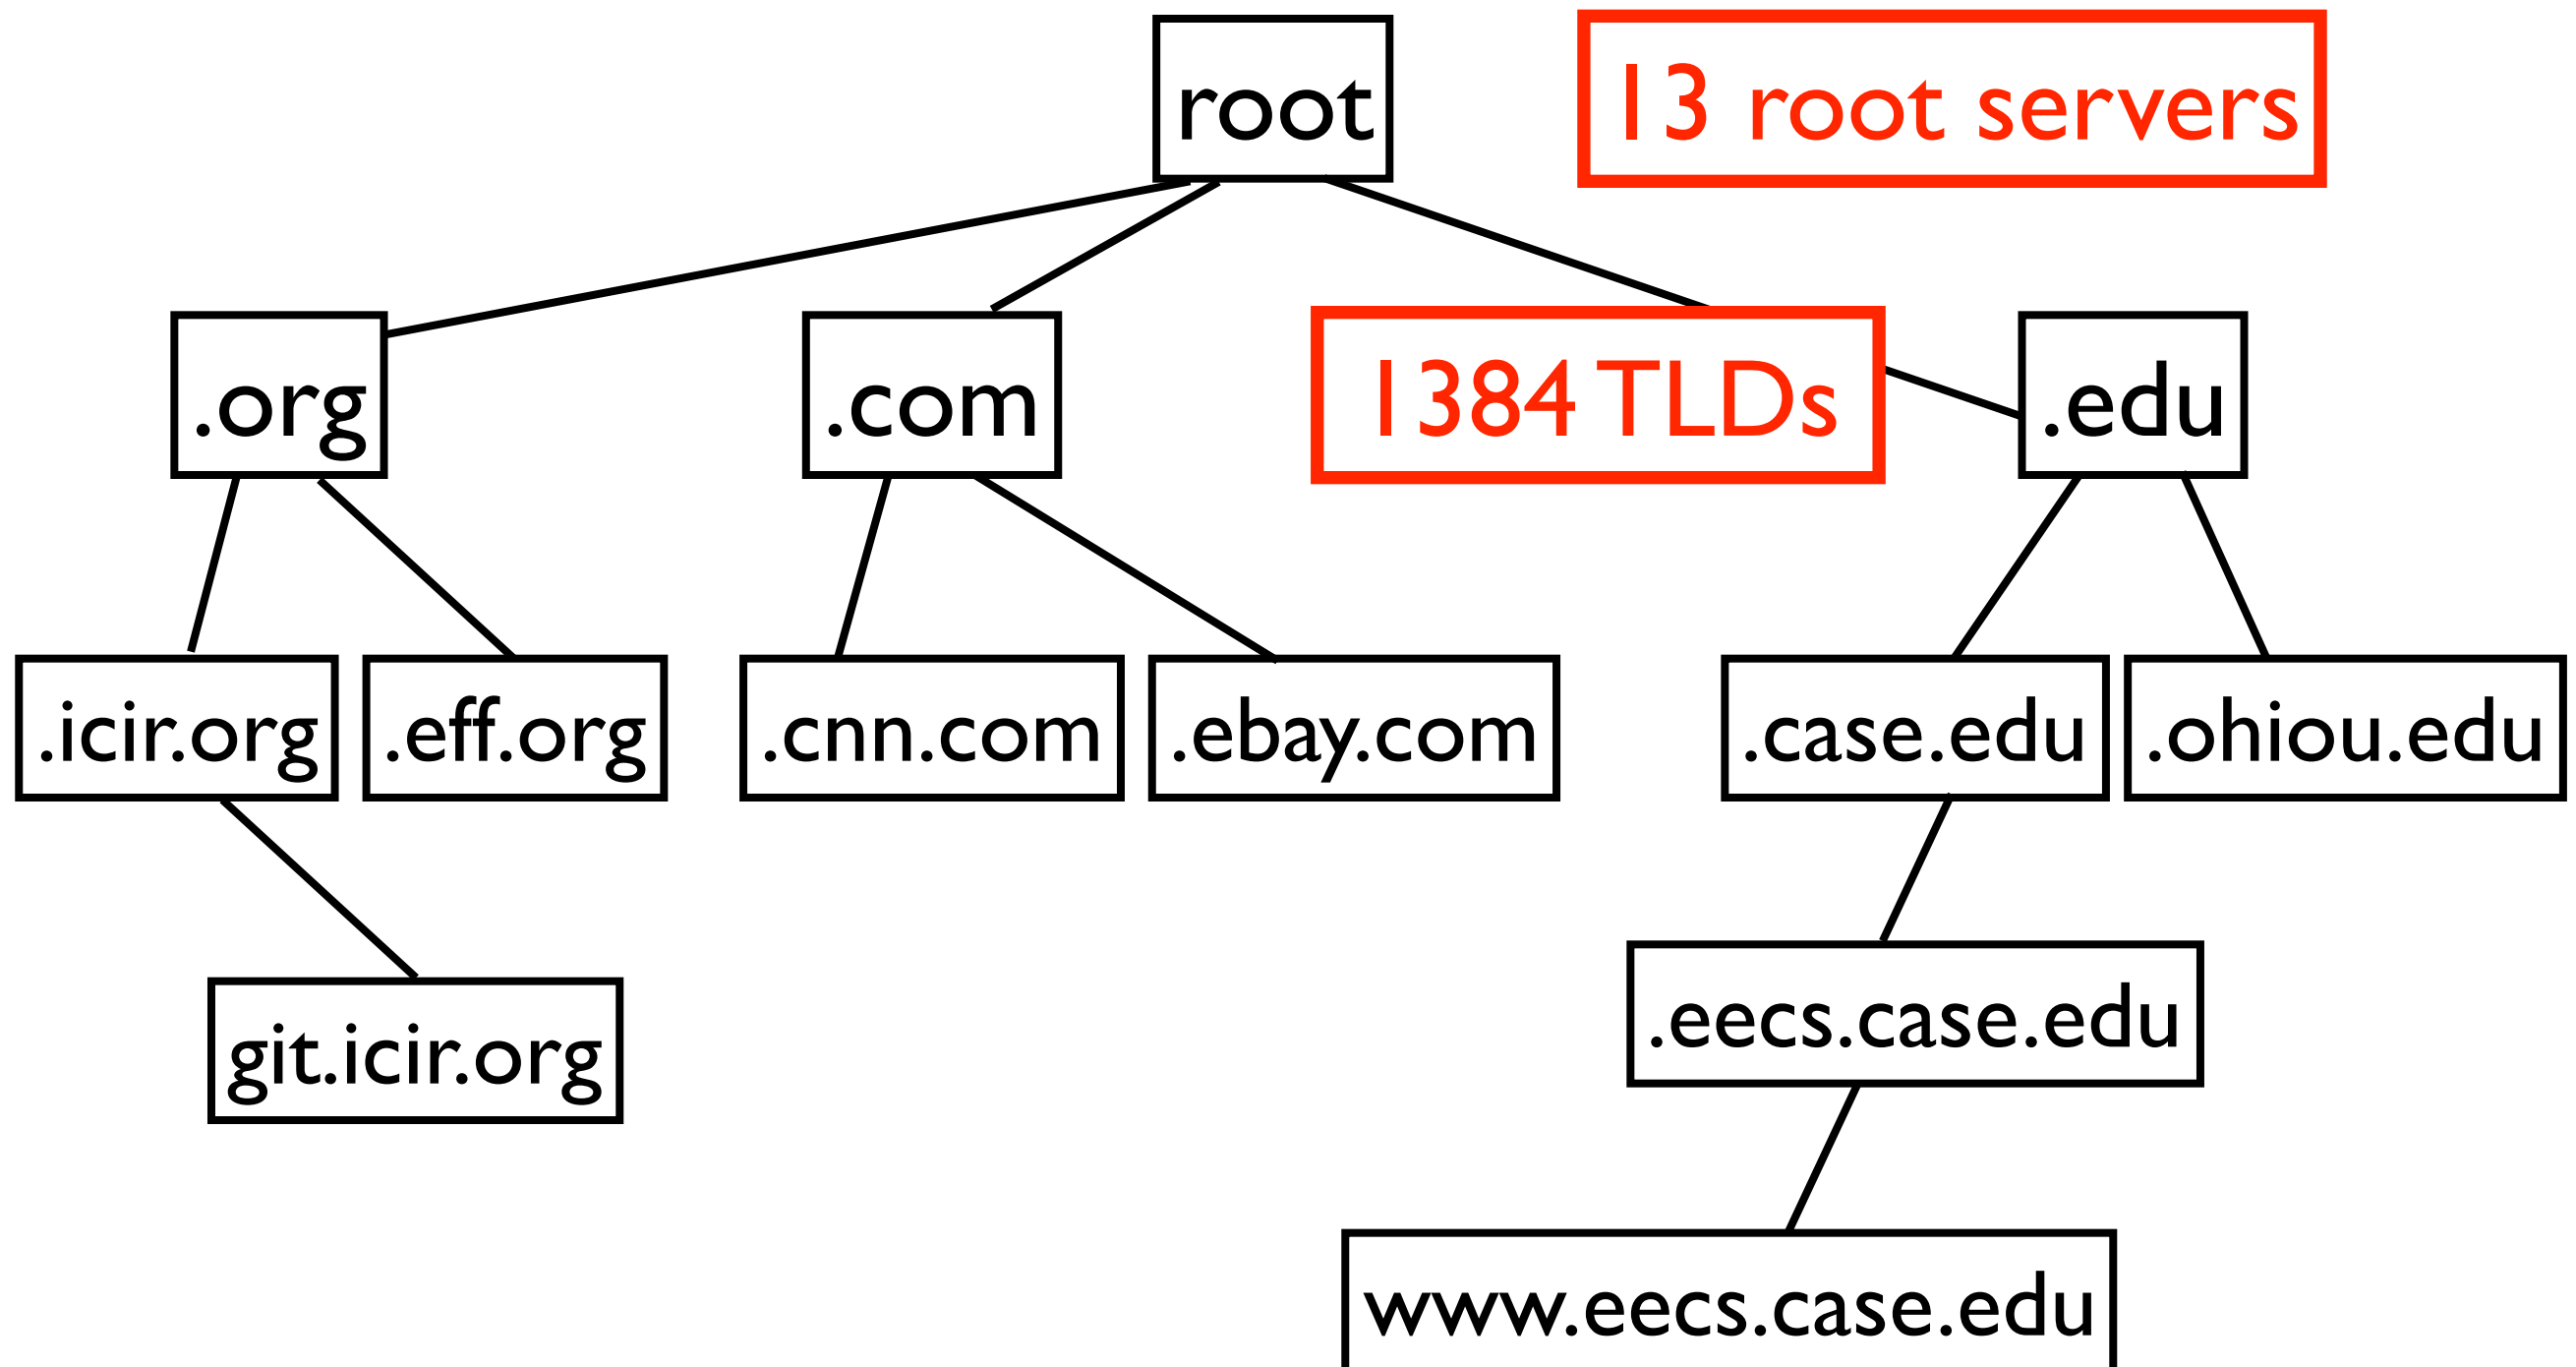 root
13 root servers
.org
.com
1384 TLDs
.edu
.icir.org
.eff.org
.cnn.com
.ebay.com
.case.edu
.ohiou.edu
git.icir.org
.eecs.case.edu
www.eecs.case.edu